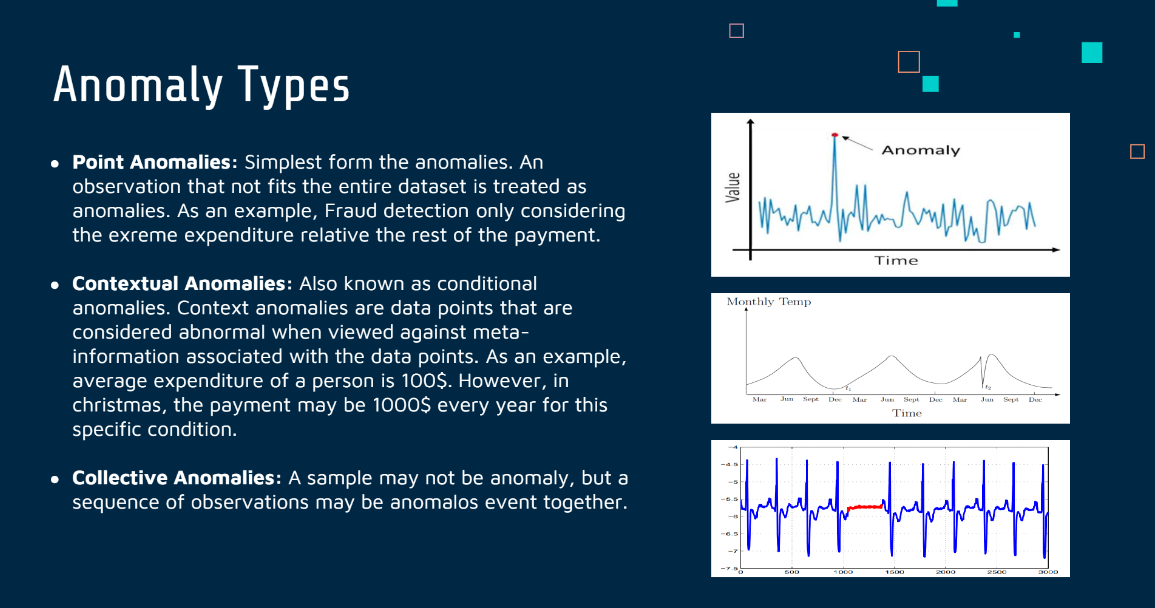 Anomaly Types
● Point Anomalies: Simplest form the anomalies. An
observation that not fits the entire dataset is treated as
anomalies. As an example, Fraud detection only considering
the exreme expenditure relative the rest of the payment.
● Contextual Anomalies: Also known as conditional
anomalies. Context anomalies are data points that are
considered abnormal when viewed against meta-
information associated with the data points. As an example,
average expenditure of a person is 100$. However, in
christmas, the payment may be 1000$ every year for this
specific condition.
● Collective Anomalies: A sample may not be anomaly, but a
sequence of observations may be anomalos event together.
Anomaly
Value
Time
Monthly Temp
t₁ t₂
Mar Jun Sept Dec Mar Jun Sept Dec Mar Jun Sept Dec
Time
-4
-4.5
-5
-5.5
-6
-6.5
-7
-7.5
0 500 1000 1500 2000 2500 3000